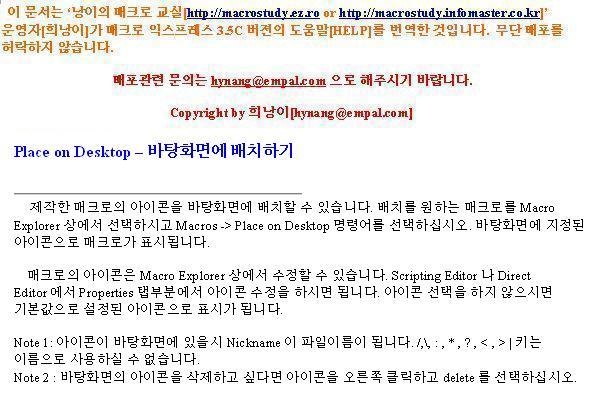 이 문서는 ‘낭이의 매크로 교실[http://macrostudy.ez.ro or http://macrostudy.infomaster.co.kr]’
운영자[희낭이]가 매크로 익스프레스 3.5C 버젼의 도움말[HELP]를 번역한 것입니다. 무단 배포를
허락하지 않습니다.
배포관련 문의는 hynang@empal.com 으로 해주시기 바랍니다.
Copyright by 희낭이[hynang@empal.com]
Place on Desktop – 바탕화면에 배치하기
제작한 매크로의 아이콘을 바탕화면에 배치할 수 있습니다. 배치를 원하는 매크로를 Macro
Explorer 상에서 선택하시고 Macros -> Place on Desktop 명령어를 선택하십시오. 바탕화면에 지정된
아이콘으로 매크로가 표시됩니다.
매크로의 아이콘은 Macro Explorer 상에서 수정할 수 있습니다. Scripting Editor 나 Direct
Editor 에서 Properties 탭부분에서 아이콘 수정을 하시면 됩니다. 아이콘 선택을 하지 않으시면
기본값으로 설정된 아이콘으로 표시가 됩니다.
Note 1 : 아이콘이 바탕화면에 있을시 Nickname 이 파일이름이 됩니다. /,\, : , * , ? , < , > | 키는
이름으로 사용하실 수 없습니다.
Note 2 : 바탕화면의 아이콘을 삭제하고 싶다면 아이콘을 오른쪽 클릭하고 delete 를 선택하십시오.